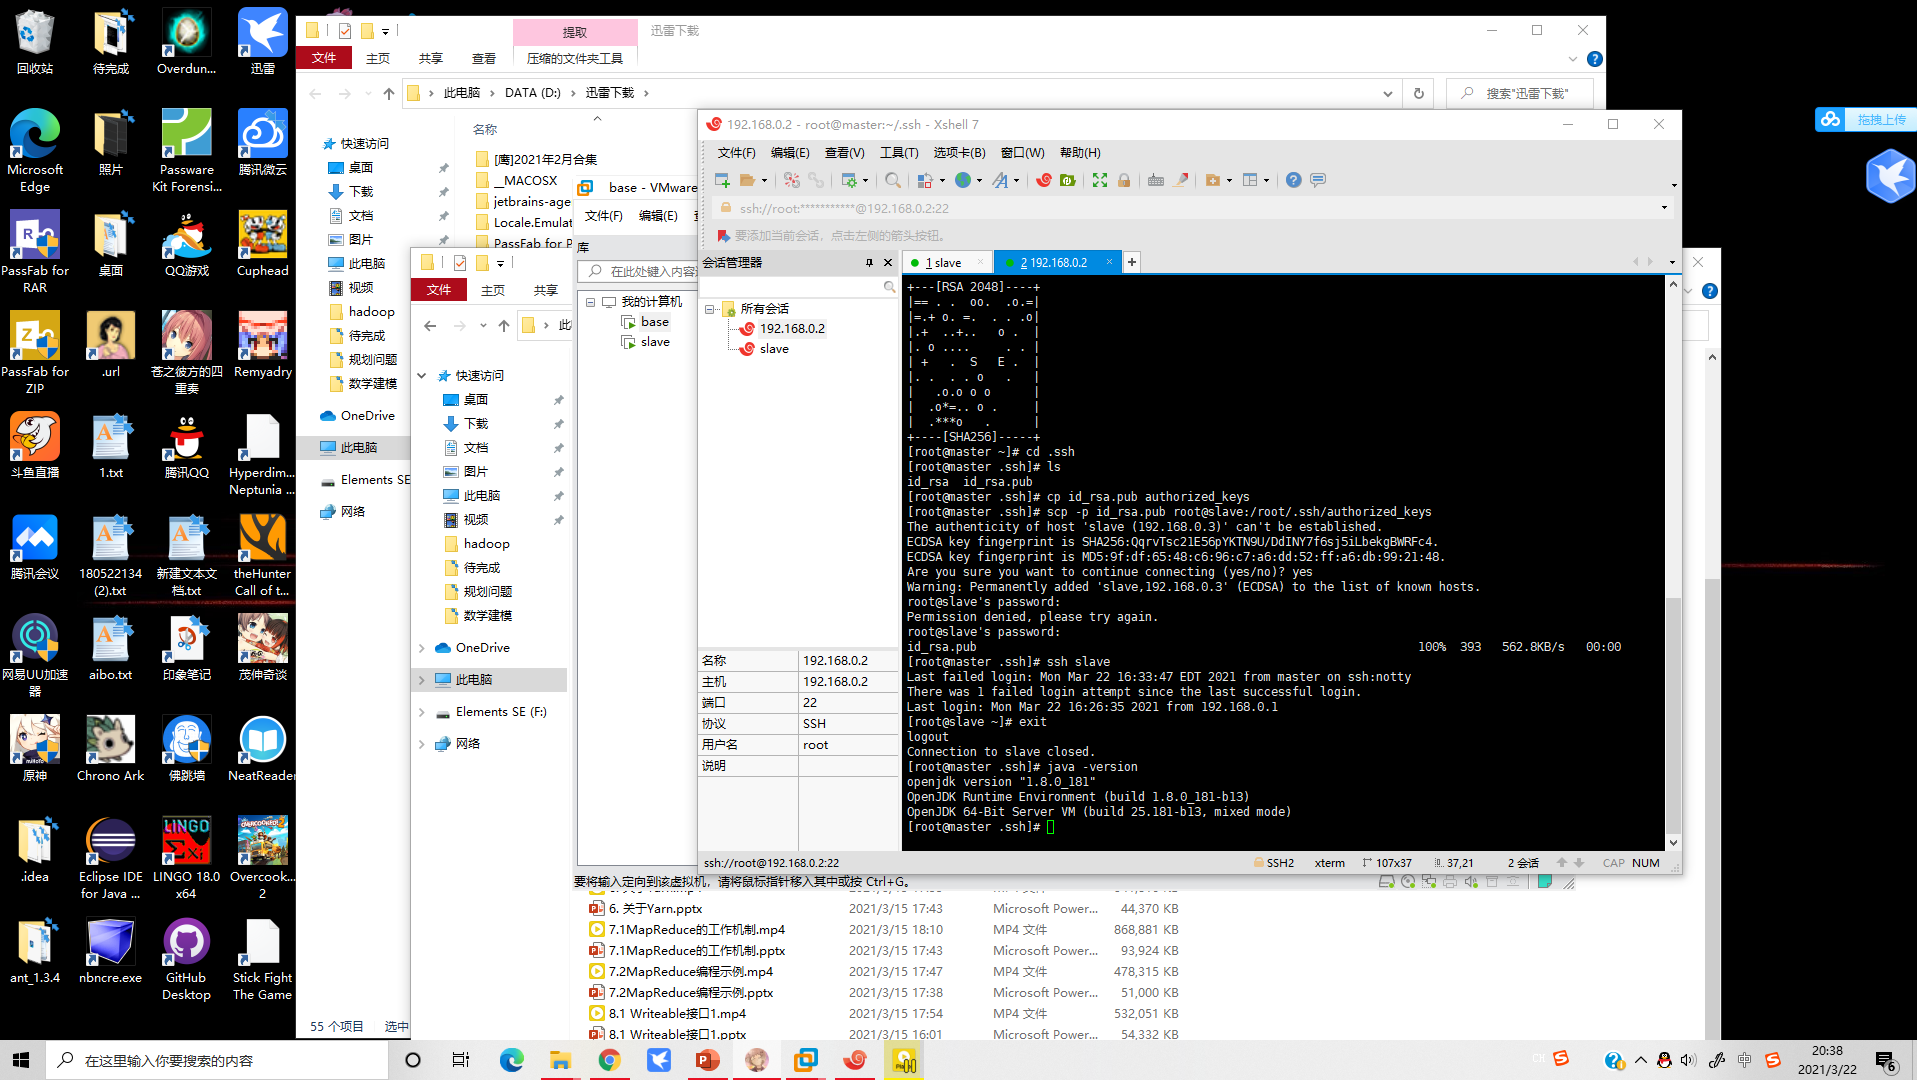 回收站
待完成
Overdun...
迅雷
Microsoft Edge
照片
Passware Kit Forensi...
腾讯微云
PassFab for RAR
桌面
QQ游戏
Cuphead
PassFab for ZIP
.url
苍之彼方的四重奏
Remyadry
斗鱼直播
1.txt
腾讯QQ
Hyperdim... Neptunia ...
腾讯会议
180522134 (2).txt
新建文本文档.txt
theHunter Call of t...
网易UU加速器
aibo.txt
印象笔记
茂伸奇谈
原神
Chrono Ark
佛跳墙
NeatReader
.idea
Eclipse IDE for Java ...
LINGO 18.0 x64
Overcook... 2
ant_1.3.4
nbncre.exe
GitHub Desktop
Stick Fight The Game
提取
迅雷下载
文件
主页
共享
查看
压缩的文件夹工具
此电脑 › DATA (D:) › 迅雷下载 ›
搜索"迅雷下载"
名称
快速访问
桌面
下载
文档
图片
此电脑
视频
hadoop
待完成
规划问题
数学建模
OneDrive
此电脑
Elements SE
网络
55 个项目
选中
[鹰]2021年2月合集
__MACOSX
jetbrains-age
Locale.Emulat
PassFab for P
文件
主页
共享
快速访问
桌面
下载
文档
图片
此电脑
视频
hadoop
待完成
规划问题
数学建模
OneDrive
此电脑
Elements SE (F:)
网络
base - VMware
文件(F)
编辑(E)
库
在此处键入内容
我的计算机
base
slave
要将输入定向到该虚拟机，请将鼠标指针移入其中或按 Ctrl+G。
6. 关于Yarn.pptx 2021/3/15 17:43 Microsoft Power... 44,370 KB
7.1MapReduce的工作机制.mp4 2021/3/15 18:10 MP4 文件 868,881 KB
7.1MapReduce的工作机制.pptx 2021/3/15 17:43 Microsoft Power... 93,924 KB
7.2MapReduce编程示例.mp4 2021/3/15 17:47 MP4 文件 478,315 KB
7.2MapReduce编程示例.pptx 2021/3/15 17:38 Microsoft Power... 51,000 KB
8.1 Writeable接口1.mp4 2021/3/15 17:54 MP4 文件 532,051 KB
8.1 Writeable接口1.pptx 2021/3/15 16:01 Microsoft Power... 54,332 KB
192.168.0.2 - root@master:~/.ssh - Xshell 7
文件(F) 编辑(E) 查看(V) 工具(T) 选项卡(B) 窗口(W) 帮助(H)
ssh://root:***********@192.168.0.2:22
要添加当前会话，点击左侧的箭头按钮。
会话管理器
1 slave
2 192.168.0.2
所有会话
192.168.0.2
slave
名称 192.168.0.2
主机 192.168.0.2
端口 22
协议 SSH
用户名 root
说明
+---[RSA 2048]----+
|== . .  oo.  .o.=|
|=.+ o. =.  . . .o|
|.+  ..+..   o .  |
|. o ....     . . |
| +   .  S   E .  |
|. .  . . o   .   |
|   .o.o o o      |
|  .o*=.. o .     |
|  .***o   .      |
+----[SHA256]-----+
[root@master ~]# cd .ssh
[root@master .ssh]# ls
id_rsa  id_rsa.pub
[root@master .ssh]# cp id_rsa.pub authorized_keys
[root@master .ssh]# scp -p id_rsa.pub root@slave:/root/.ssh/authorized_keys
The authenticity of host 'slave (192.168.0.3)' can't be established.
ECDSA key fingerprint is SHA256:QqrvTsc21E56pYKTN9U/DdINY7f6sj5iLbekgBWRFc4.
ECDSA key fingerprint is MD5:9f:df:65:48:c6:96:c7:a6:dd:52:ff:a6:db:99:21:48.
Are you sure you want to continue connecting (yes/no)? yes
Warning: Permanently added 'slave,192.168.0.3' (ECDSA) to the list of known hosts.
root@slave's password:
Permission denied, please try again.
root@slave's password:
id_rsa.pub 100% 393 562.8KB/s 00:00
[root@master .ssh]# ssh slave
Last failed login: Mon Mar 22 16:33:47 EDT 2021 from master on ssh:notty
There was 1 failed login attempt since the last successful login.
Last login: Mon Mar 22 16:26:35 2021 from 192.168.0.1
[root@slave ~]# exit
logout
Connection to slave closed.
[root@master .ssh]# java -version
openjdk version "1.8.0_181"
OpenJDK Runtime Environment (build 1.8.0_181-b13)
OpenJDK 64-Bit Server VM (build 25.181-b13, mixed mode)
[root@master .ssh]#
ssh://root@192.168.0.2:22
SSH2 xterm 107x37 37,21 2 会话 CAP NUM
拖拽上传
在这里输入你要搜索的内容
中
20:38
2021/3/22
6